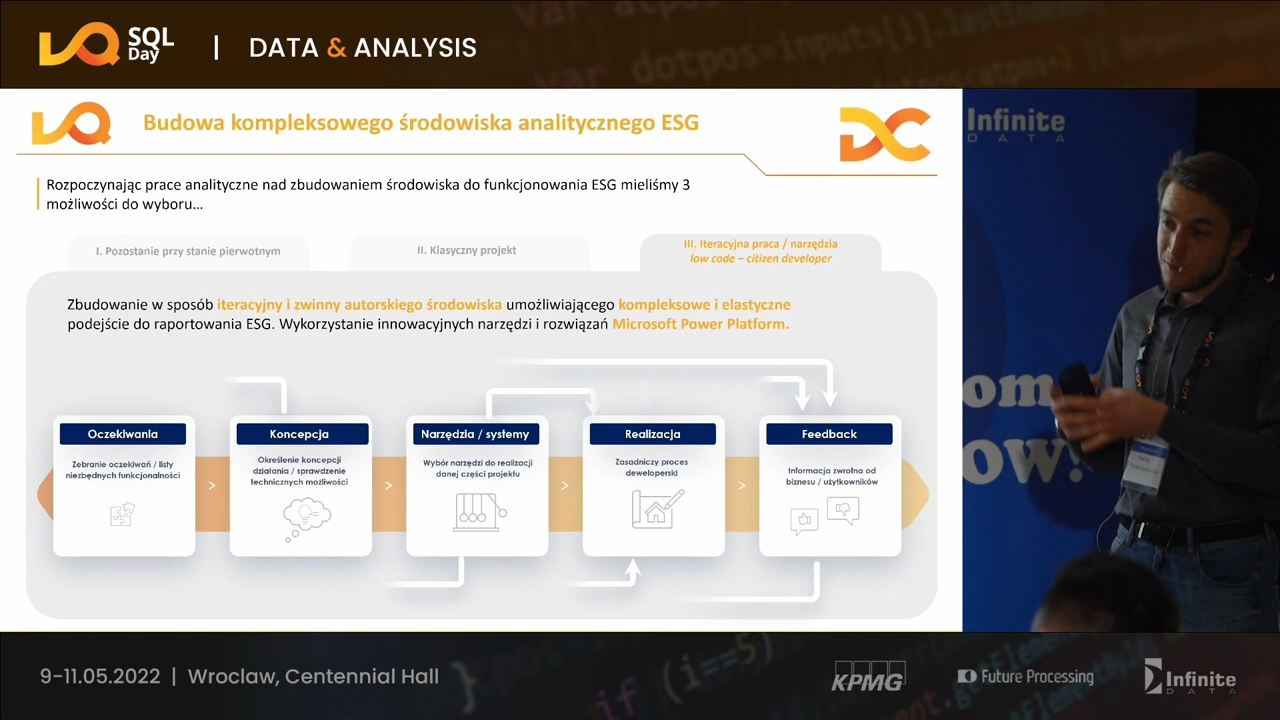 SQL
Day
| DATA & ANALYSIS
Budowa kompleksowego środowiska analitycznego ESG
Rozpoczynając prace analityczne nad zbudowaniem środowiska do funkcjonowania ESG mieliśmy 3
możliwości do wyboru…
I. Pozostanie przy stanie pierwotnym
II. Klasyczny projekt
III. Iteracyjna praca / narzędzia
low code – citizen developer
Zbudowanie w sposób iteracyjny i zwinny autorskiego środowiska umożliwiającego kompleksowe i elastyczne
podejście do raportowania ESG. Wykorzystanie innowacyjnych narzędzi i rozwiązań Microsoft Power Platform.
Oczekiwania
Zebranie oczekiwań / listy
niezbędnych funkcjonalności
Koncepcja
Określenie koncepcji
działania / sprawdzenie
technicznych możliwości
Narzędzia / systemy
Wybór narzędzi do realizacji
danej części projektu
Realizacja
Zasadniczy proces
deweloperski
Feedback
Informacja zwrotna od
biznesu / użytkowników
Infinite
DATA
om
ow!
9-11.05.2022 | Wroclaw, Centennial Hall
KPMG
Future Processing
Infinite
DATA